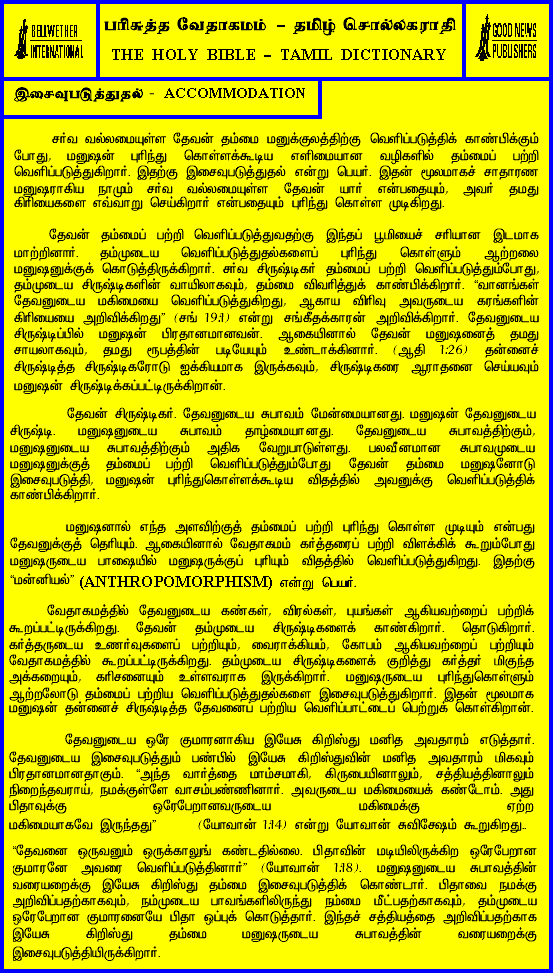 BELLWETHER
INTERNATIONAL
பரிசுத்த வேதாகமம் - தமிழ் சொல்லகராதி
THE HOLY BIBLE - TAMIL DICTIONARY
GOOD NEWS
PUBLISHERS
இசைவுபடுத்துதல் - ACCOMMODATION
சர்வ வல்லமையுள்ள தேவன் தம்மை மனுக்குலத்திற்கு வெளிப்படுத்திக் காண்பிக்கும்
போது, மனுஷன் புரிந்து கொள்ளக்கூடிய எளிமையான வழிகளில் தம்மைப் பற்றி
வெளிப்படுத்துகிறார். இதற்கு இசைவுபடுத்துதல் என்று பெயர். இதன் மூலமாகச் சாதாரண
மனுஷராகிய நாமும் சர்வ வல்லமையுள்ள தேவன் யார் என்பதையும், அவர் தமது
கிரியைகளை எவ்வாறு செய்கிறார் என்பதையும் புரிந்து கொள்ள முடிகிறது.
தேவன் தம்மைப் பற்றி வெளிப்படுத்துவதற்கு இந்தப் பூமியைச் சரியான இடமாக
மாற்றினார். தம்முடைய வெளிப்படுத்துதல்களைப் புரிந்து கொள்ளும் ஆற்றலை
மனுஷனுக்குக் கொடுத்திருக்கிறார். சர்வ சிருஷ்டிகர் தம்மைப் பற்றி வெளிப்படுத்தும்போது,
தம்முடைய சிருஷ்டிகளின் வாயிலாகவும், தம்மை விவரித்துக் காண்பிக்கிறார். “வானங்கள்
தேவனுடைய மகிமையை வெளிப்படுத்துகிறது, ஆகாய விரிவு அவருடைய கரங்களின்
கிரியையை அறிவிக்கிறது” (சங் 19:1) என்று சங்கீதக்காரன் அறிவிக்கிறார். தேவனுடைய
சிருஷ்டிப்பில் மனுஷன் பிரதானமானவன். ஆகையினால் தேவன் மனுஷனைத் தமது
சாயலாகவும், தமது ரூபத்தின் படியேயும் உண்டாக்கினார். (ஆதி 1:26) தன்னைச்
சிருஷ்டித்த சிருஷ்டிகரோடு ஐக்கியமாக இருக்கவும், சிருஷ்டிகரை ஆராதனை செய்யவும்
மனுஷன் சிருஷ்டிக்கப்பட்டிருக்கிறான்.
தேவன் சிருஷ்டிகர். தேவனுடைய சுபாவம் மேன்மையானது. மனுஷன் தேவனுடைய
சிருஷ்டி. மனுஷனுடைய சுபாவம் தாழ்மையானது. தேவனுடைய சுபாவத்திற்கும்,
மனுஷனுடைய சுபாவத்திற்கும் அதிக வேறுபாடுள்ளது. பலவீனமான சுபாவமுடைய
மனுஷனுக்குத் தம்மைப் பற்றி வெளிப்படுத்தும்போது தேவன் தம்மை மனுஷனோடு
இசைவுபடுத்தி, மனுஷன் புரிந்துகொள்ளக்கூடிய விதத்தில் அவனுக்கு வெளிப்படுத்திக்
காண்பிக்கிறார்.
மனுஷனால் எந்த அளவிற்குத் தம்மைப் பற்றி புரிந்து கொள்ள முடியும் என்பது
தேவனுக்குத் தெரியும். ஆகையினால் வேதாகமம் கர்த்தரைப் பற்றி விளக்கிக் கூறும்போது
மனுஷருடைய பாஷையில் மனுஷருக்குப் புரியும் விதத்தில் வெளிப்படுத்துகிறது. இதற்கு
“மன்னியல்” (ANTHROPOMORPHISM) என்று பெயர்.
வேதாகமத்தில் தேவனுடைய கண்கள், விரல்கள், புயங்கள் ஆகியவற்றைப் பற்றிக்
கூறப்பட்டிருக்கிறது. தேவன் தம்முடைய சிருஷ்டிகளைக் காண்கிறார். தொடுகிறார்.
கர்த்தருடைய உணர்வுகளைப் பற்றியும், வைராக்கியம், கோபம் ஆகியவற்றைப் பற்றியும்
வேதாகமத்தில் கூறப்பட்டிருக்கிறது. தம்முடைய சிருஷ்டிகளைக் குறித்து கர்த்தர் மிகுந்த
அக்கறையும், கரிசனையும் உள்ளவராக இருக்கிறார். மனுஷருடைய புரிந்துகொள்ளும்
ஆற்றலோடு தம்மைப் பற்றிய வெளிப்படுத்துதல்களை இசைவுபடுத்துகிறார். இதன் மூலமாக
மனுஷன் தன்னைச் சிருஷ்டித்த தேவனைப் பற்றிய வெளிப்பாட்டைப் பெற்றுக் கொள்கிறான்.
தேவனுடைய ஒரே குமாரனாகிய இயேசு கிறிஸ்து மனித அவதாரம் எடுத்தார்.
தேவனுடைய இசைவுபடுத்தும் பண்பில் இயேசு கிறிஸ்துவின் மனித அவதாரம் மிகவும்
பிரதானமானதாகும். “அந்த வார்த்தை மாம்சமாகி, கிருபையினாலும், சத்தியத்தினாலும்
நிறைந்தவராய், நமக்குள்ளே வாசம்பண்ணினார். அவருடைய மகிமையைக் கண்டோம். அது
பிதாவுக்கு ஒரேபேறானவருடைய மகிமைக்கு ஏற்ற
மகிமையாகவே இருந்தது” (யோவான் 1:14) என்று யோவான் சுவிசேஷம் கூறுகிறது..
“தேவனை ஒருவனும் ஒருக்காலுங் கண்டதில்லை. பிதாவின் மடியிலிருக்கிற ஒரேபேறான
குமாரனே அவரை வெளிப்படுத்தினார்” (யோவான் 1:18). மனுஷனுடைய சுபாவத்தின்
வரையறைக்கு இயேசு கிறிஸ்து தம்மை இசைவுபடுத்திக் கொண்டார். பிதாவை நமக்கு
அறிவிப்பதற்காகவும், நம்முடைய பாவங்களிலிருந்து நம்மை மீட்பதற்காகவும், தம்முடைய
ஒரேபேறான குமாரனையே பிதா ஒப்புக் கொடுத்தார். இந்தச் சத்தியத்தை அறிவிப்பதற்காக
இயேசு கிறிஸ்து தம்மை மனுஷருடைய சுபாவத்தின் வரையறைக்கு
இசைவுபடுத்தியிருக்கிறார்.